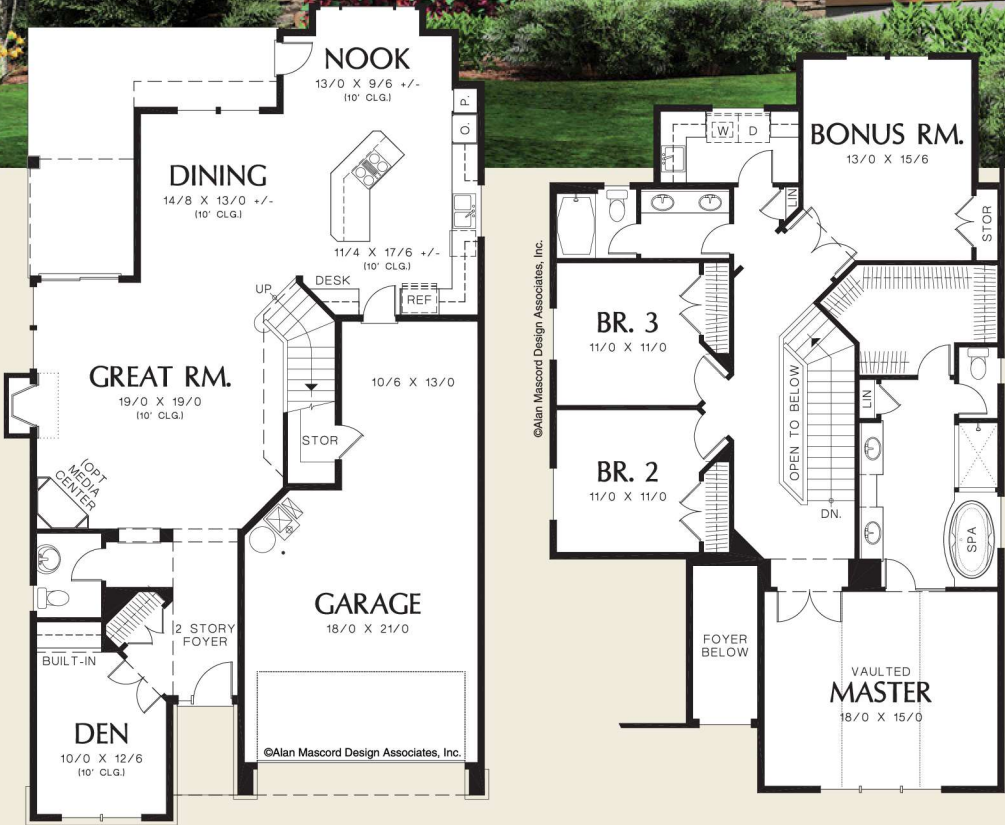 NOOK
13/0 X 9/6 +/-
(10' CLG.)
P.
O.
DINING
14/8 X 13/0 +/-
(10' CLG.)
11/4 X 17/6 +/-
(10' CLG.)
UP
DESK
REF
GREAT RM.
19/0 X 19/0
(10' CLG.)
10/6 X 13/0
STOR
(OPT
MEDIA
CENTER
GARAGE
18/0 X 21/0
2 STORY
FOYER
BUILT-IN
DEN
10/0 X 12/6
(10' CLG.)
©Alan Mascord Design Associates, Inc.
©Alan Mascord Design Associates, Inc.
W
D
BONUS RM.
13/0 X 15/6
LIN
STOR
BR. 3
11/0 X 11/0
OPEN TO BELOW
LIN
BR. 2
11/0 X 11/0
DN.
SPA
FOYER
BELOW
VAULTED
MASTER
18/0 X 15/0